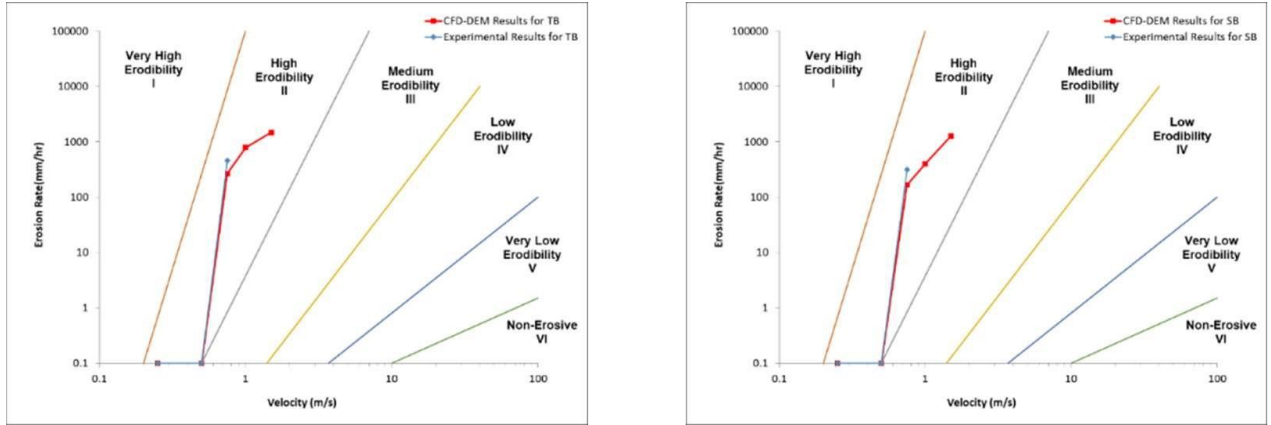 CFD-DEM Results for TB
Experimental Results for TB
100000
10000
1000
100
10
1
0.1
Erosion Rate(mm/hr)
Very High
Erodibility
I
High
Erodibility
II
Medium
Erodibility
III
Low
Erodibility
IV
Very Low
Erodibility
V
Non-Erosive
VI
0.1
1
10
100
Velocity (m/s)
CFD-DEM Results for SB
Experimental Results for SB
100000
10000
1000
100
10
1
0.1
Erosion Rate(mm/hr)
Very High
Erodibility
I
High
Erodibility
II
Medium
Erodibility
III
Low
Erodibility
IV
Very Low
Erodibility
V
Non-Erosive
VI
0.1
1
10
100
Velocity (m/s)